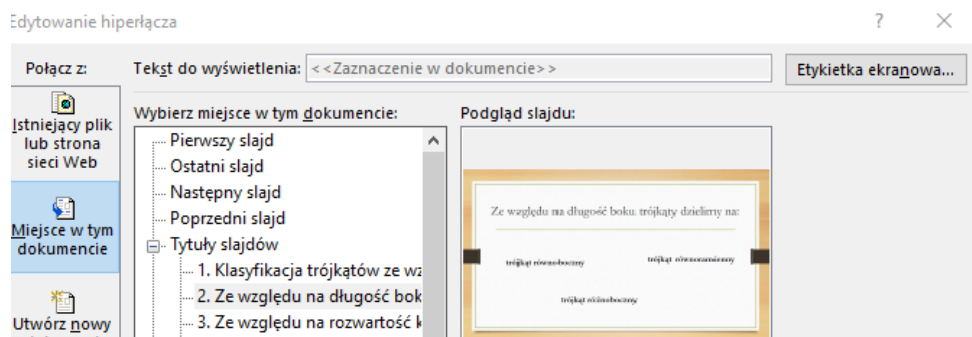 Edytowanie hiperłącza
?
Połącz z:
Tekst do wyświetlenia:
<<Zaznaczenie w dokumencie>>
Etykietka ekranowa...
Istniejący plik
lub strona
sieci Web
Miejsce w tym
dokumencie
Utwórz nowy
Wybierz miejsce w tym dokumencie:
Pierwszy slajd
Ostatni slajd
Następny slajd
Poprzedni slajd
Tytuły slajdów
1. Klasyfikacja trójkątów ze wz
2. Ze względu na długość bok
3. Ze względu na rozwartość k
Podgląd slajdu:
Ze względu na długość boku trójkąty dzielimy na:
trójkąt równo-boczny
trójkąt równoramienny
trójkąt różnoboczny